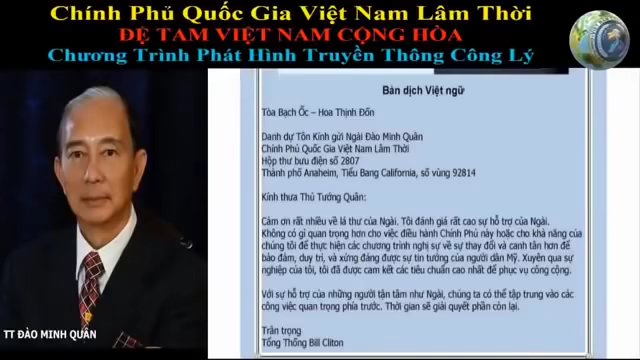 Chính Phủ Quốc Gia Việt Nam Lâm Thời
ĐỆ TAM VIỆT NAM CỘNG HÒA
Chương Trình Phát Hình Truyền Thông Công Lý
Bản dịch Việt ngữ
Tòa Bạch Ốc – Hoa Thịnh Đốn
Danh dự Tôn Kính gửi Ngài Đào Minh Quân
Chính Phủ Quốc Gia Việt Nam Lâm Thời
Hộp thư bưu điện số 2807
Thành phố Anaheim, Tiểu Bang California, số vùng 92814
Kính thưa Thủ Tướng Quân:
Cảm ơn rất nhiều về lá thư của Ngài. Tôi đánh giá rất cao sự hỗ trợ của Ngài.
Không có gì quan trọng hơn cho việc điều hành Chính Phủ này hoặc cho khả năng của
chúng tôi để thực hiện các chương trình nghị sự về sự thay đổi và canh tân hơn để
bảo đảm, duy trì, và xứng đáng được sự tin tưởng của người dân Mỹ. Xuyên qua sự
nghiệp của tôi, tôi đã được cam kết các tiêu chuẩn cao nhất để phục vụ công cộng.
Với sự hỗ trợ của những người tận tâm như Ngài, chúng ta có thể tập trung vào các
công việc quan trọng phía trước. Thời gian sẽ giải quyết phần còn lại.
Trân trọng
Tổng Thống Bill Cliton
TT ĐÀO MINH QUÂN